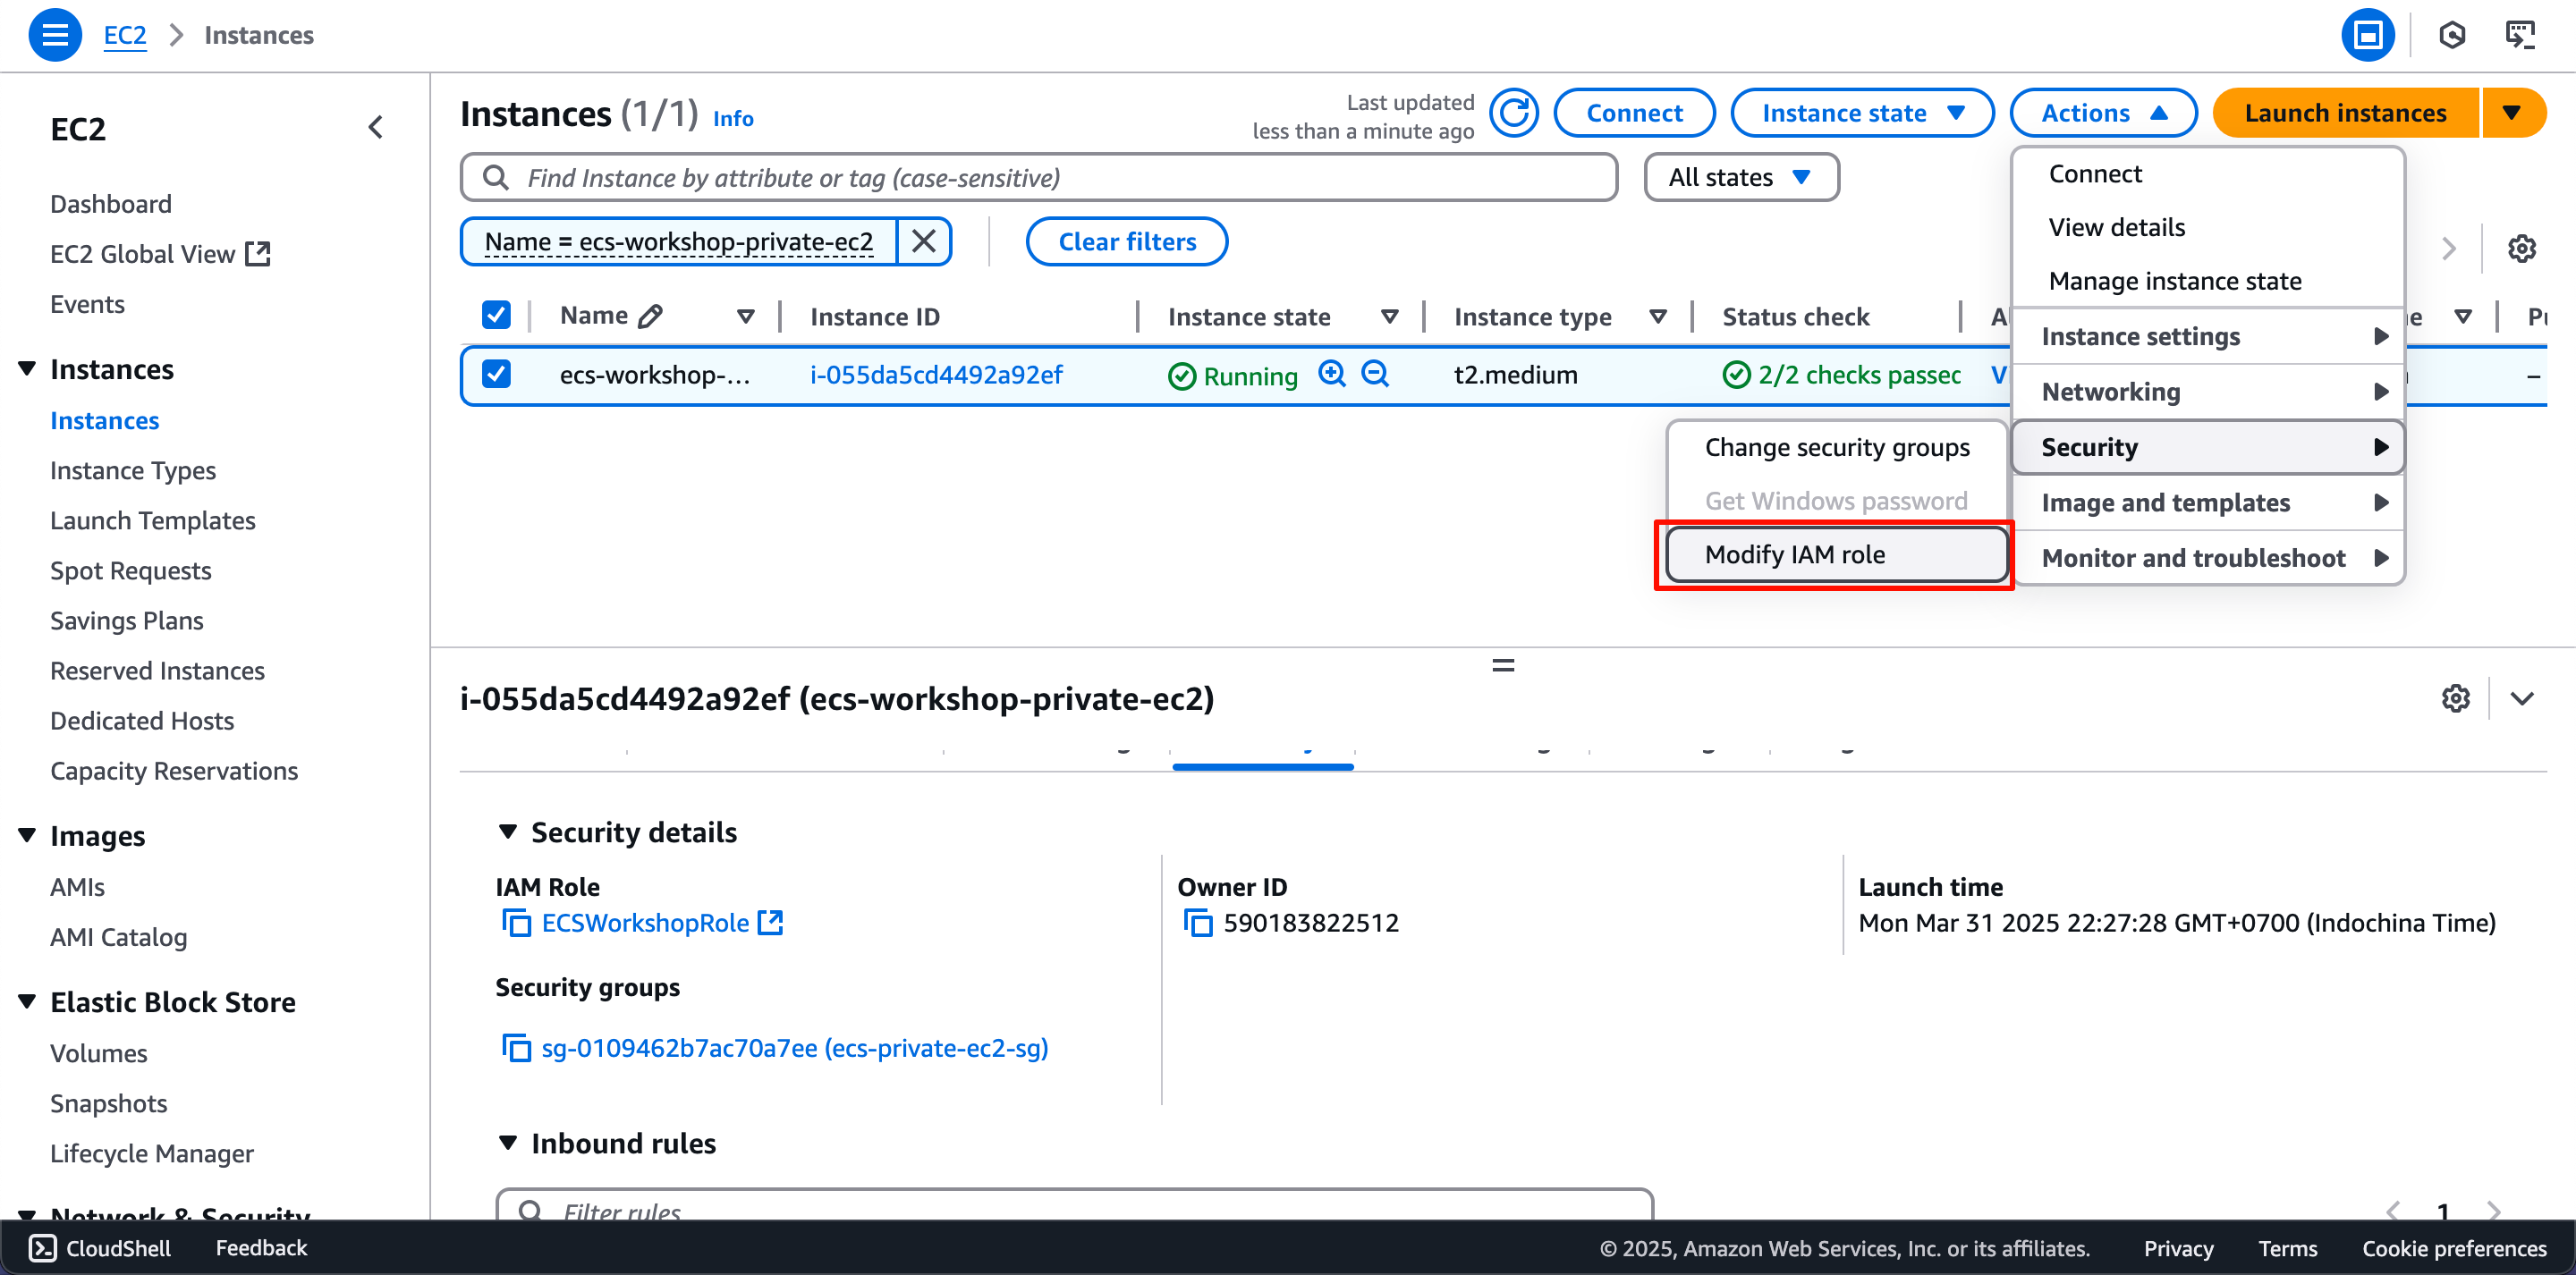 EC2 > Instances
EC2
Dashboard
EC2 Global View
Events
Instances
Instances
Instance Types
Launch Templates
Spot Requests
Savings Plans
Reserved Instances
Dedicated Hosts
Capacity Reservations
Images
AMIs
AMI Catalog
Elastic Block Store
Volumes
Snapshots
Lifecycle Manager
Network & Security
Instances (1/1) Info
Last updated
less than a minute ago
Connect
Instance state
Actions
Launch instances
Find Instance by attribute or tag (case-sensitive)
All states
Name = ecs-workshop-private-ec2
Clear filters
Name
Instance ID
Instance state
Instance type
Status check
ecs-workshop-...
i-055da5cd4492a92ef
Running
t2.medium
2/2 checks passed
–
Connect
View details
Manage instance state
Instance settings
Networking
Security
Image and templates
Monitor and troubleshoot
Change security groups
Get Windows password
Modify IAM role
i-055da5cd4492a92ef (ecs-workshop-private-ec2)
Security details
IAM Role
ECSWorkshopRole
Owner ID
590183822512
Launch time
Mon Mar 31 2025 22:27:28 GMT+0700 (Indochina Time)
Security groups
sg-0109462b7ac70a7ee (ecs-private-ec2-sg)
Inbound rules
Filter rules
1
CloudShell
Feedback
© 2025, Amazon Web Services, Inc. or its affiliates.
Privacy
Terms
Cookie preferences